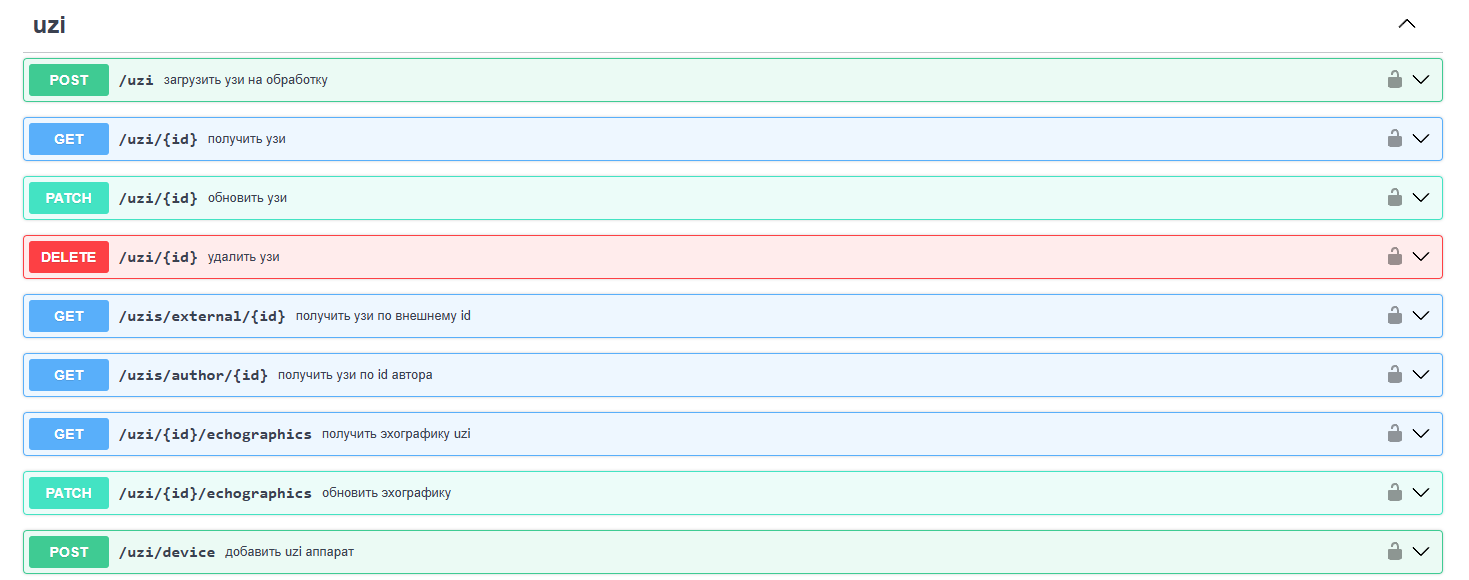 uzi
POST /uzi загрузить узи на обработку
GET /uzi/{id} получить узи
PATCH /uzi/{id} обновить узи
DELETE /uzi/{id} удалить узи
GET /uzis/external/{id} получить узи по внешнему id
GET /uzis/author/{id} получить узи по id автора
GET /uzi/{id}/echographics получить эхографику uzi
PATCH /uzi/{id}/echographics обновить эхографику
POST /uzi/device добавить uzi аппарат